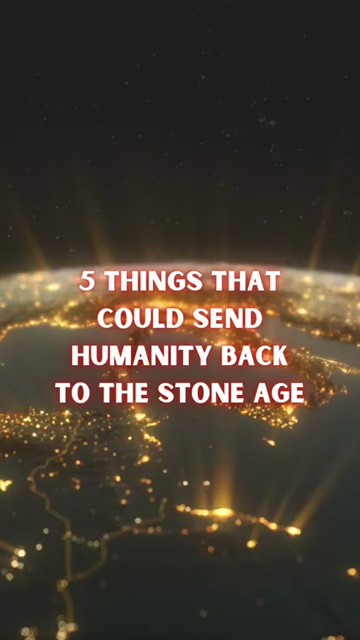 5 THINGS THAT
COULD SEND
HUMANITY BACK
TO THE STONE AGE